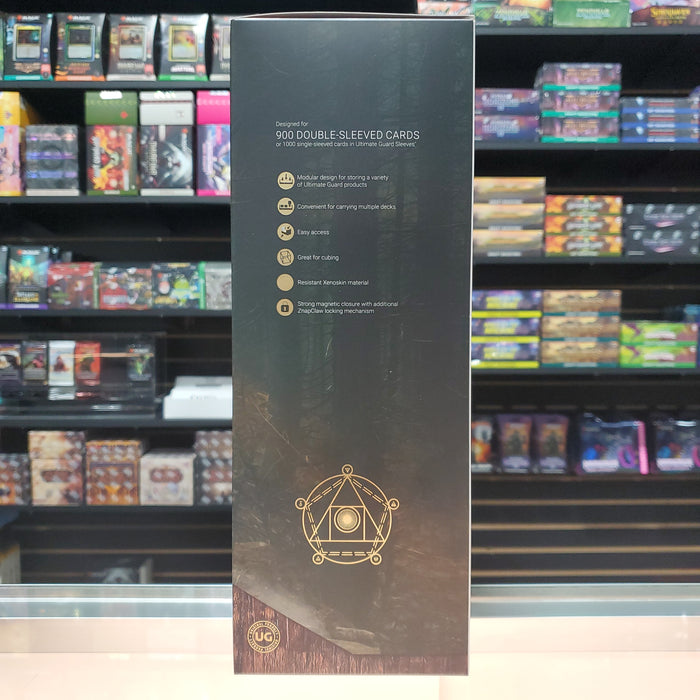 Designed for
900 DOUBLE-SLEEVED CARDS
or 1000 single-sleeved cards in Ultimate Guard Sleeves*
Modular design for storing a variety
of Ultimate Guard products
Convenient for carrying multiple decks
Easy access
Great for cubing
Resistant Xenoskin material
Strong magnetic closure with additional
ZnapClaw locking mechanism
UG